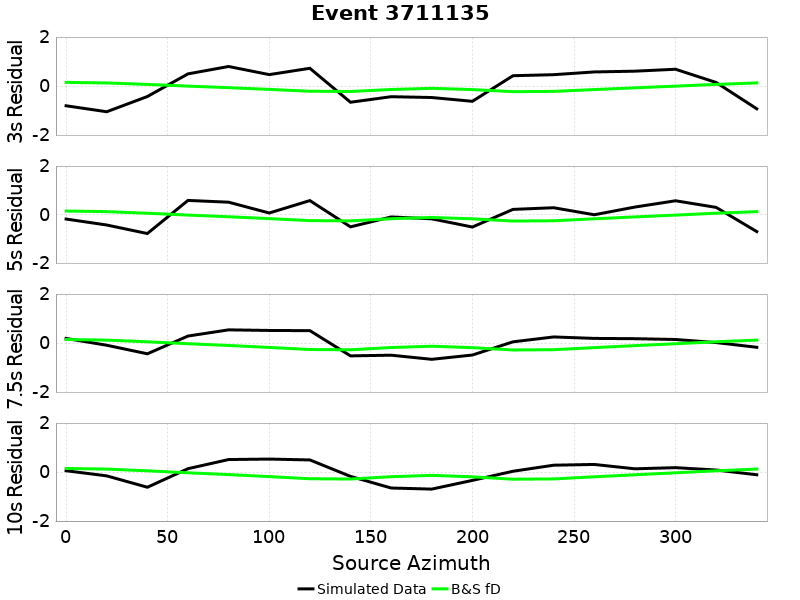 Event 3711135
3s Residual
2
0
-2
5s Residual
2
0
-2
7.5s Residual
2
0
-2
10s Residual
2
0
-2
0 50 100 150 200 250 300
Source Azimuth
Simulated Data B&S fD